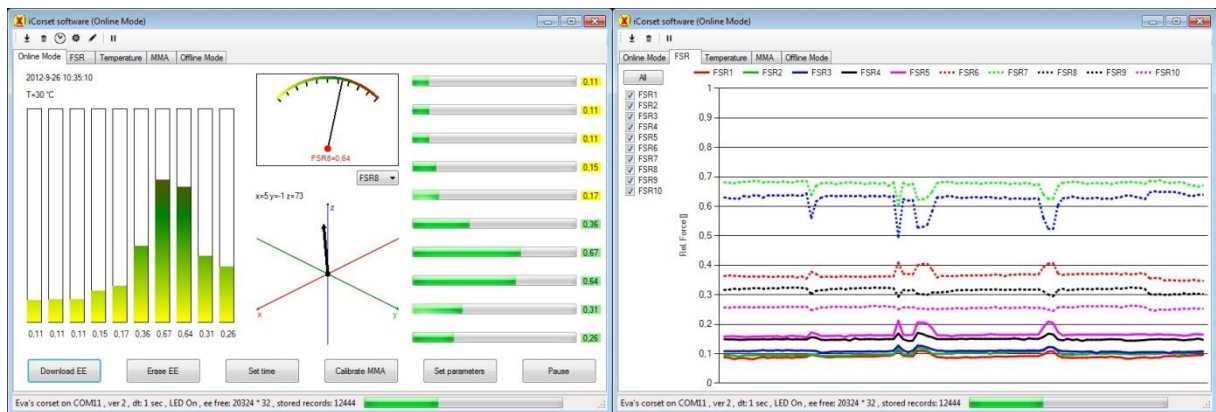 iCorset software (Online Mode)
Online Mode FSR Temperature MMA Offline Mode
2012-9-26 10:35:10
T=30 °C
0,11 0,11 0,11 0,15 0,17 0,36 0,67 0,64 0,31 0,26
FSR8=0,64
FSR8
x=5 y=-1 z=73
z
x
y
0,11
0,11
0,11
0,15
0,17
0,36
0,67
0,64
0,31
0,26
Download EE Erase EE Set time Calibrate MMA Set parameters Pause
Eva's corset on COM11 , ver 2 , dt: 1 sec , LED On , ee free: 20324 * 32 , stored records: 12444
iCorset software (Online Mode)
Online Mode FSR Temperature MMA Offline Mode
All
FSR1
FSR2
FSR3
FSR4
FSR5
FSR6
FSR7
FSR8
FSR9
FSR10
FSR1 FSR2 FSR3 FSR4 FSR5 FSR6 FSR7 FSR8 FSR9 FSR10
Rel. Force []
1
0.9
0.8
0.7
0.6
0.5
0.4
0.3
0.2
0.1
0
Eva's corset on COM11 , ver 2 , dt: 1 sec , LED On , ee free: 20324 * 32 , stored records: 12444